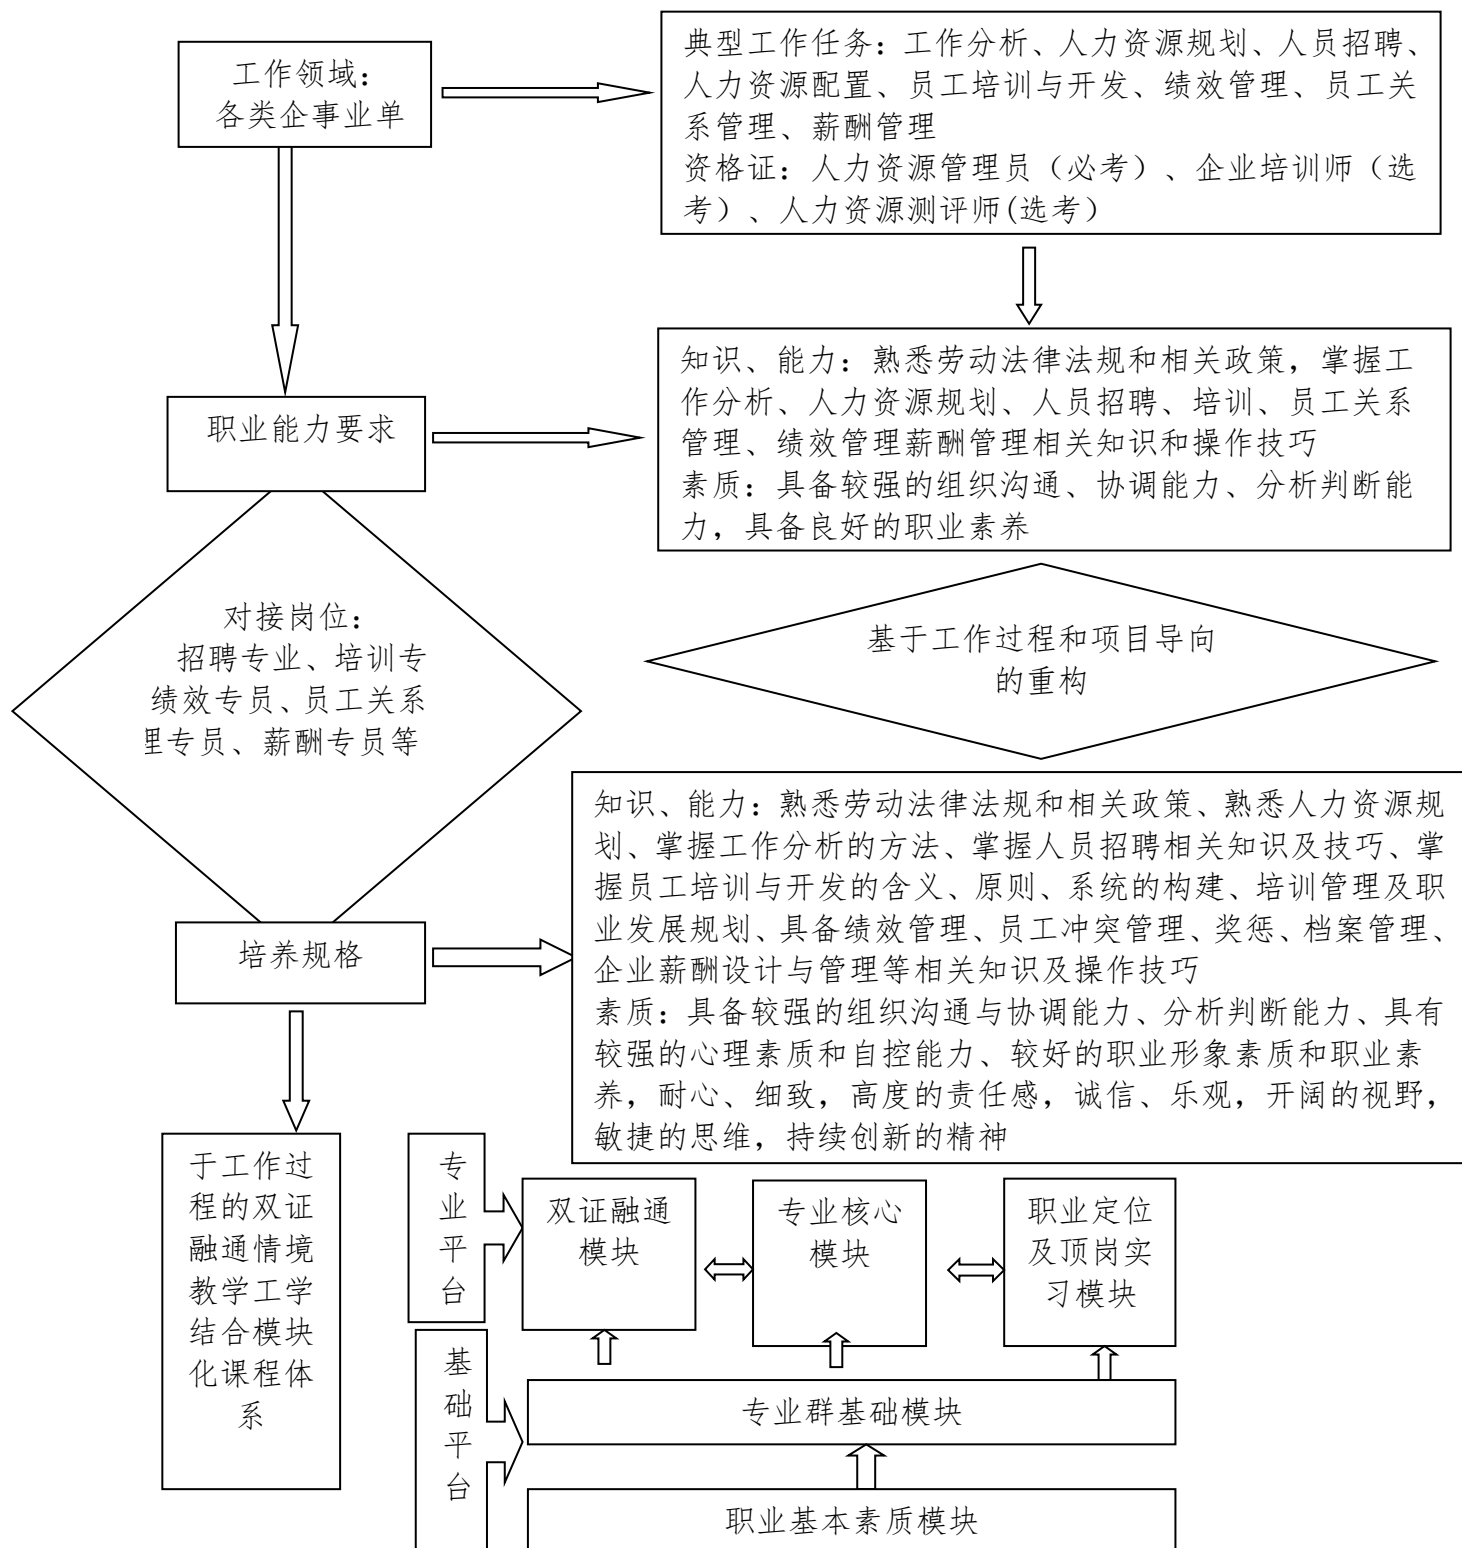 工作领域：
各类企事业单
典型工作任务：工作分析、人力资源规划、人员招聘、
人力资源配置、员工培训与开发、绩效管理、员工关
系管理、薪酬管理
资格证：人力资源管理员（必考）、企业培训师（选
考）、人力资源测评师(选考）
职业能力要求
知识、能力：熟悉劳动法律法规和相关政策，掌握工
作分析、人力资源规划、人员招聘、培训、员工关系
管理、绩效管理薪酬管理相关知识和操作技巧
素质：具备较强的组织沟通、协调能力、分析判断能
力，具备良好的职业素养
对接岗位：
招聘专业、培训专
绩效专员、员工关系
理专员、薪酬专员等
基于工作过程和项目导向
的重构
培养规格
知识、能力：熟悉劳动法律法规和相关政策、熟悉人力资源规
划、掌握工作分析的方法、掌握人员招聘相关知识及技巧、掌
握员工培训与开发的含义、原则、系统的构建、培训管理及职
业发展规划、具备绩效管理、员工冲突管理、奖惩、档案管理、
企业薪酬设计与管理等相关知识及操作技巧
素质：具备较强的组织沟通与协调能力、分析判断能力、具有
较强的心理素质和自控能力、较好的职业形象素质和职业素
养，耐心、细致，高度的责任感，诚信、乐观，开阔的视野，
敏捷的思维，持续创新的精神
于工作过
程的双证
融通情境
教学工学
结合模块
化课程体
系
专业平台
双证融通
模块
专业核心
模块
职业定位
及顶岗实
习模块
基础平台
专业群基础模块
职业基本素质模块